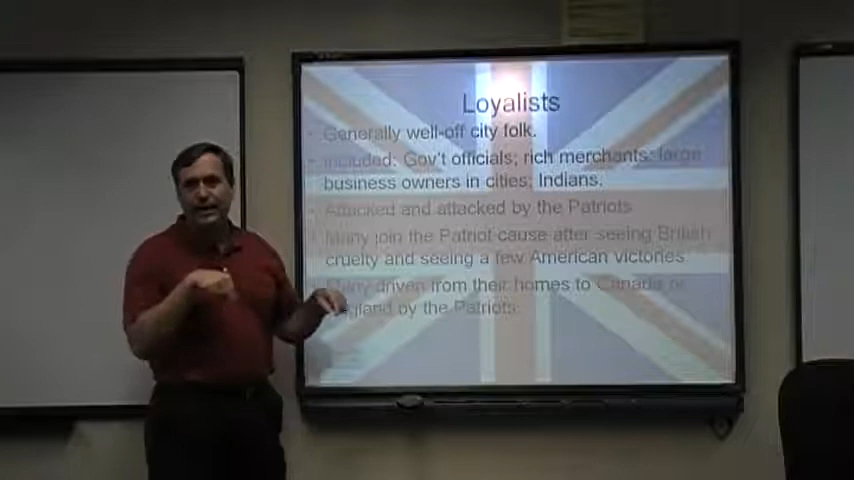 Loyalists
Generally well-off city folk.
Included: Gov't officials; rich merchants; large
business owners in cities; Indians.
Attacked and attacked by the Patriots
Many join the Patriot cause after seeing British
cruelty and seeing a few American victories
Many driven from their homes to Canada or
England by the Patriots